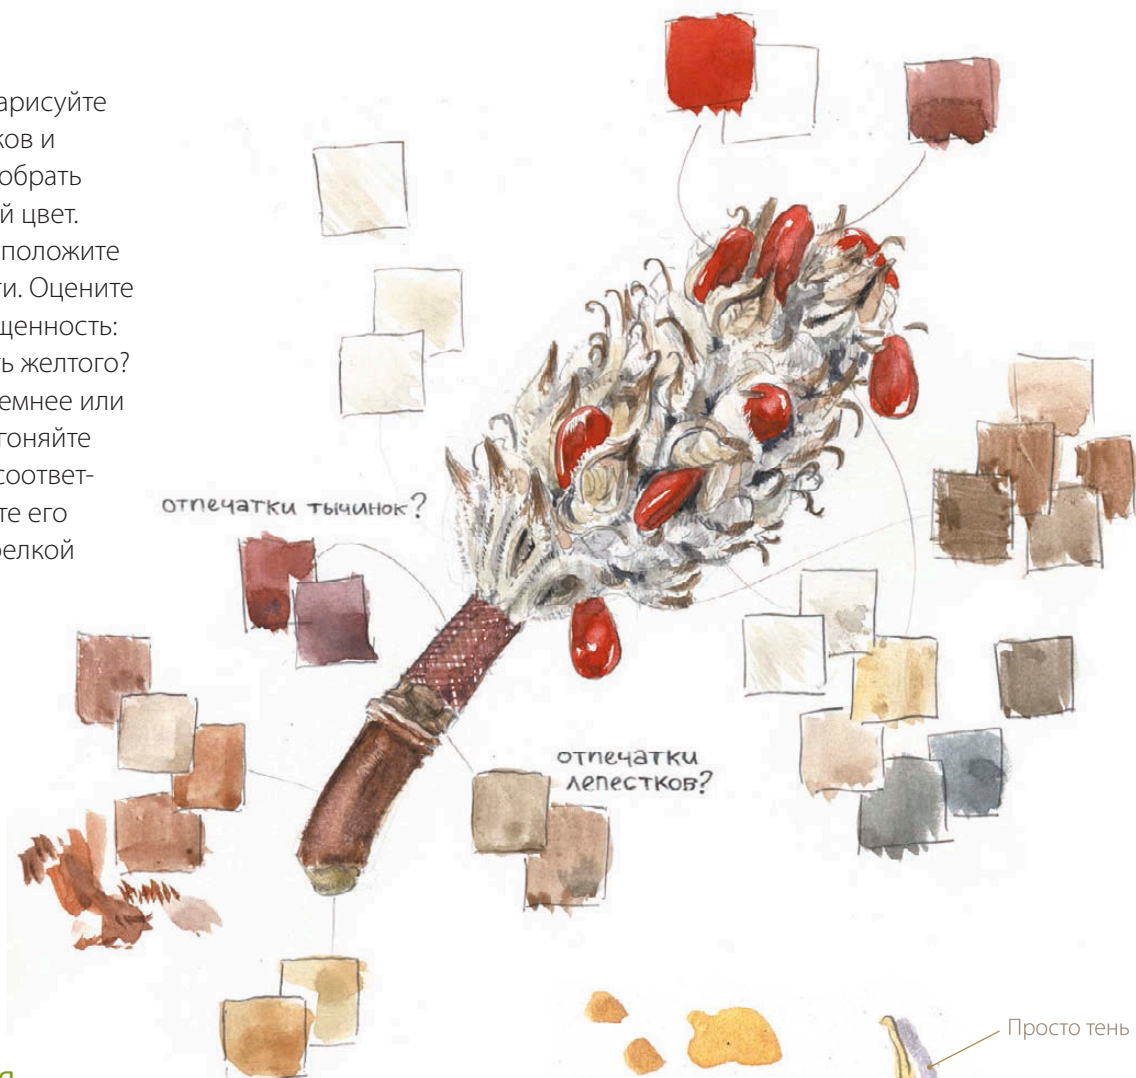 арисуйте
ков и
обрать
й цвет.
положите
ти. Оцените
щенность:
ть желтого?
емнее или
гоняйте
соответ-
те его
релкой
отпечатки тычинок?
отпечатки
лепестков?
Просто тень
я